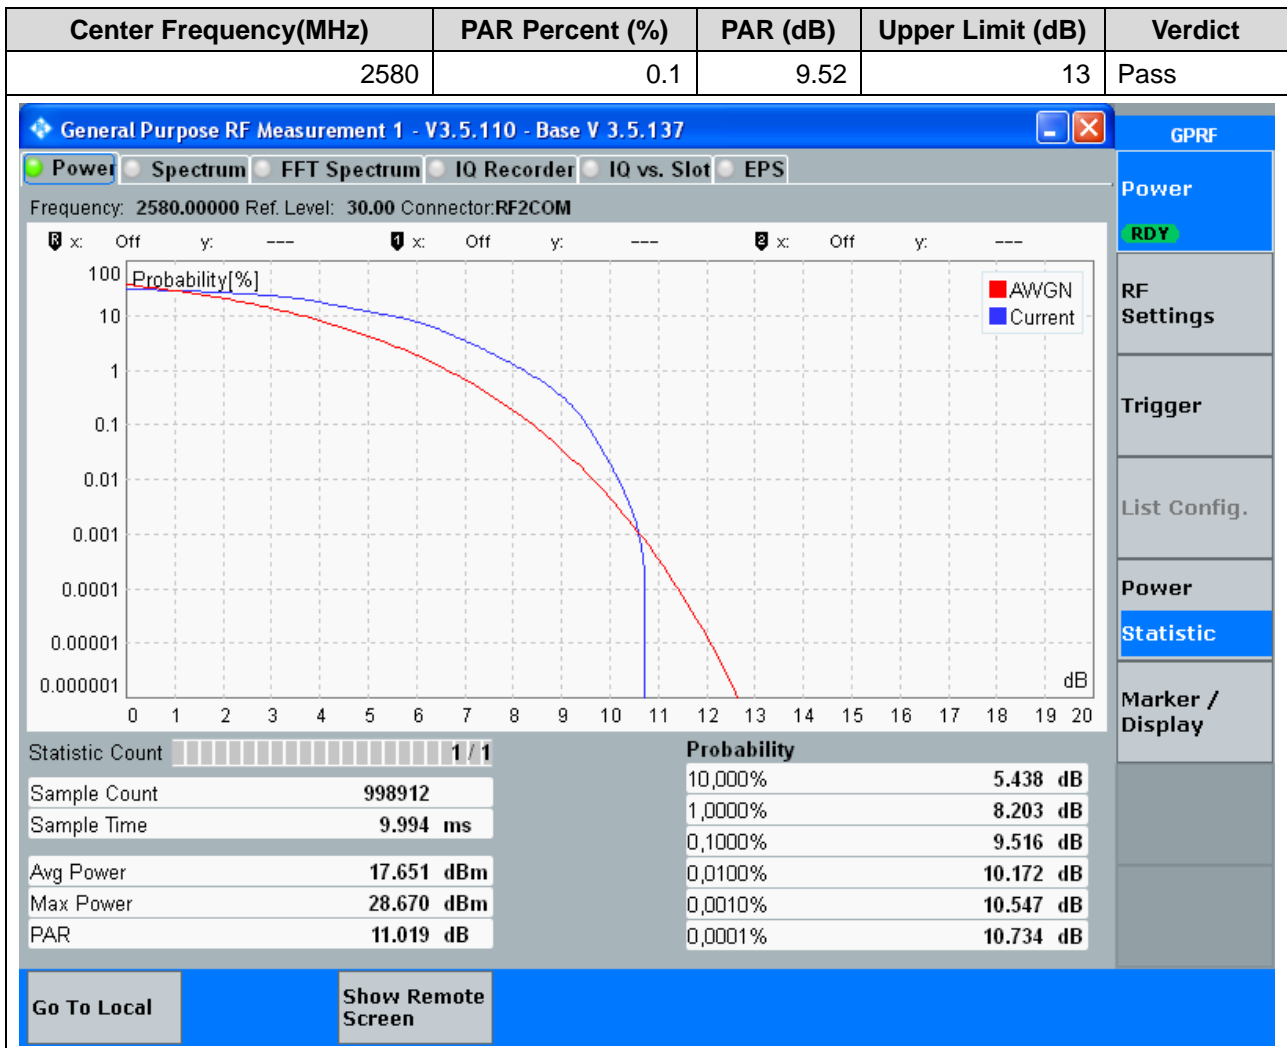 Center Frequency(MHz) PAR Percent (%) PAR (dB) Upper Limit (dB) Verdict
2580 0.1 9.52 13 Pass
General Purpose RF Measurement 1 - V3.5.110 - Base V 3.5.137
GPRF
Power Spectrum FFT Spectrum IQ Recorder IQ vs. Slot EPS
Power
RDY
Frequency: 2580.00000 Ref. Level: 30.00 Connector:RF2COM
R x: Off y: --- 1 x: Off y: --- 2 x: Off y: ---
Probability[%]
AWGN
Current
100
10
1
0.1
0.01
0.001
0.0001
0.00001
0.000001
dB
0 1 2 3 4 5 6 7 8 9 10 11 12 13 14 15 16 17 18 19 20
RF
Settings
Trigger
List Config.
Power
Statistic
Marker /
Display
Statistic Count 1 / 1
Sample Count 998912
Sample Time 9.994 ms
Avg Power 17.651 dBm
Max Power 28.670 dBm
PAR 11.019 dB
Probability
10,000% 5.438 dB
1,0000% 8.203 dB
0,1000% 9.516 dB
0,0100% 10.172 dB
0,0010% 10.547 dB
0,0001% 10.734 dB
Go To Local
Show Remote
Screen